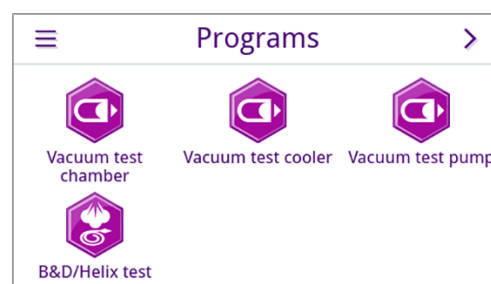 Programs
Vacuum test
chamber
Vacuum test cooler
Vacuum test pump
B&D/Helix test